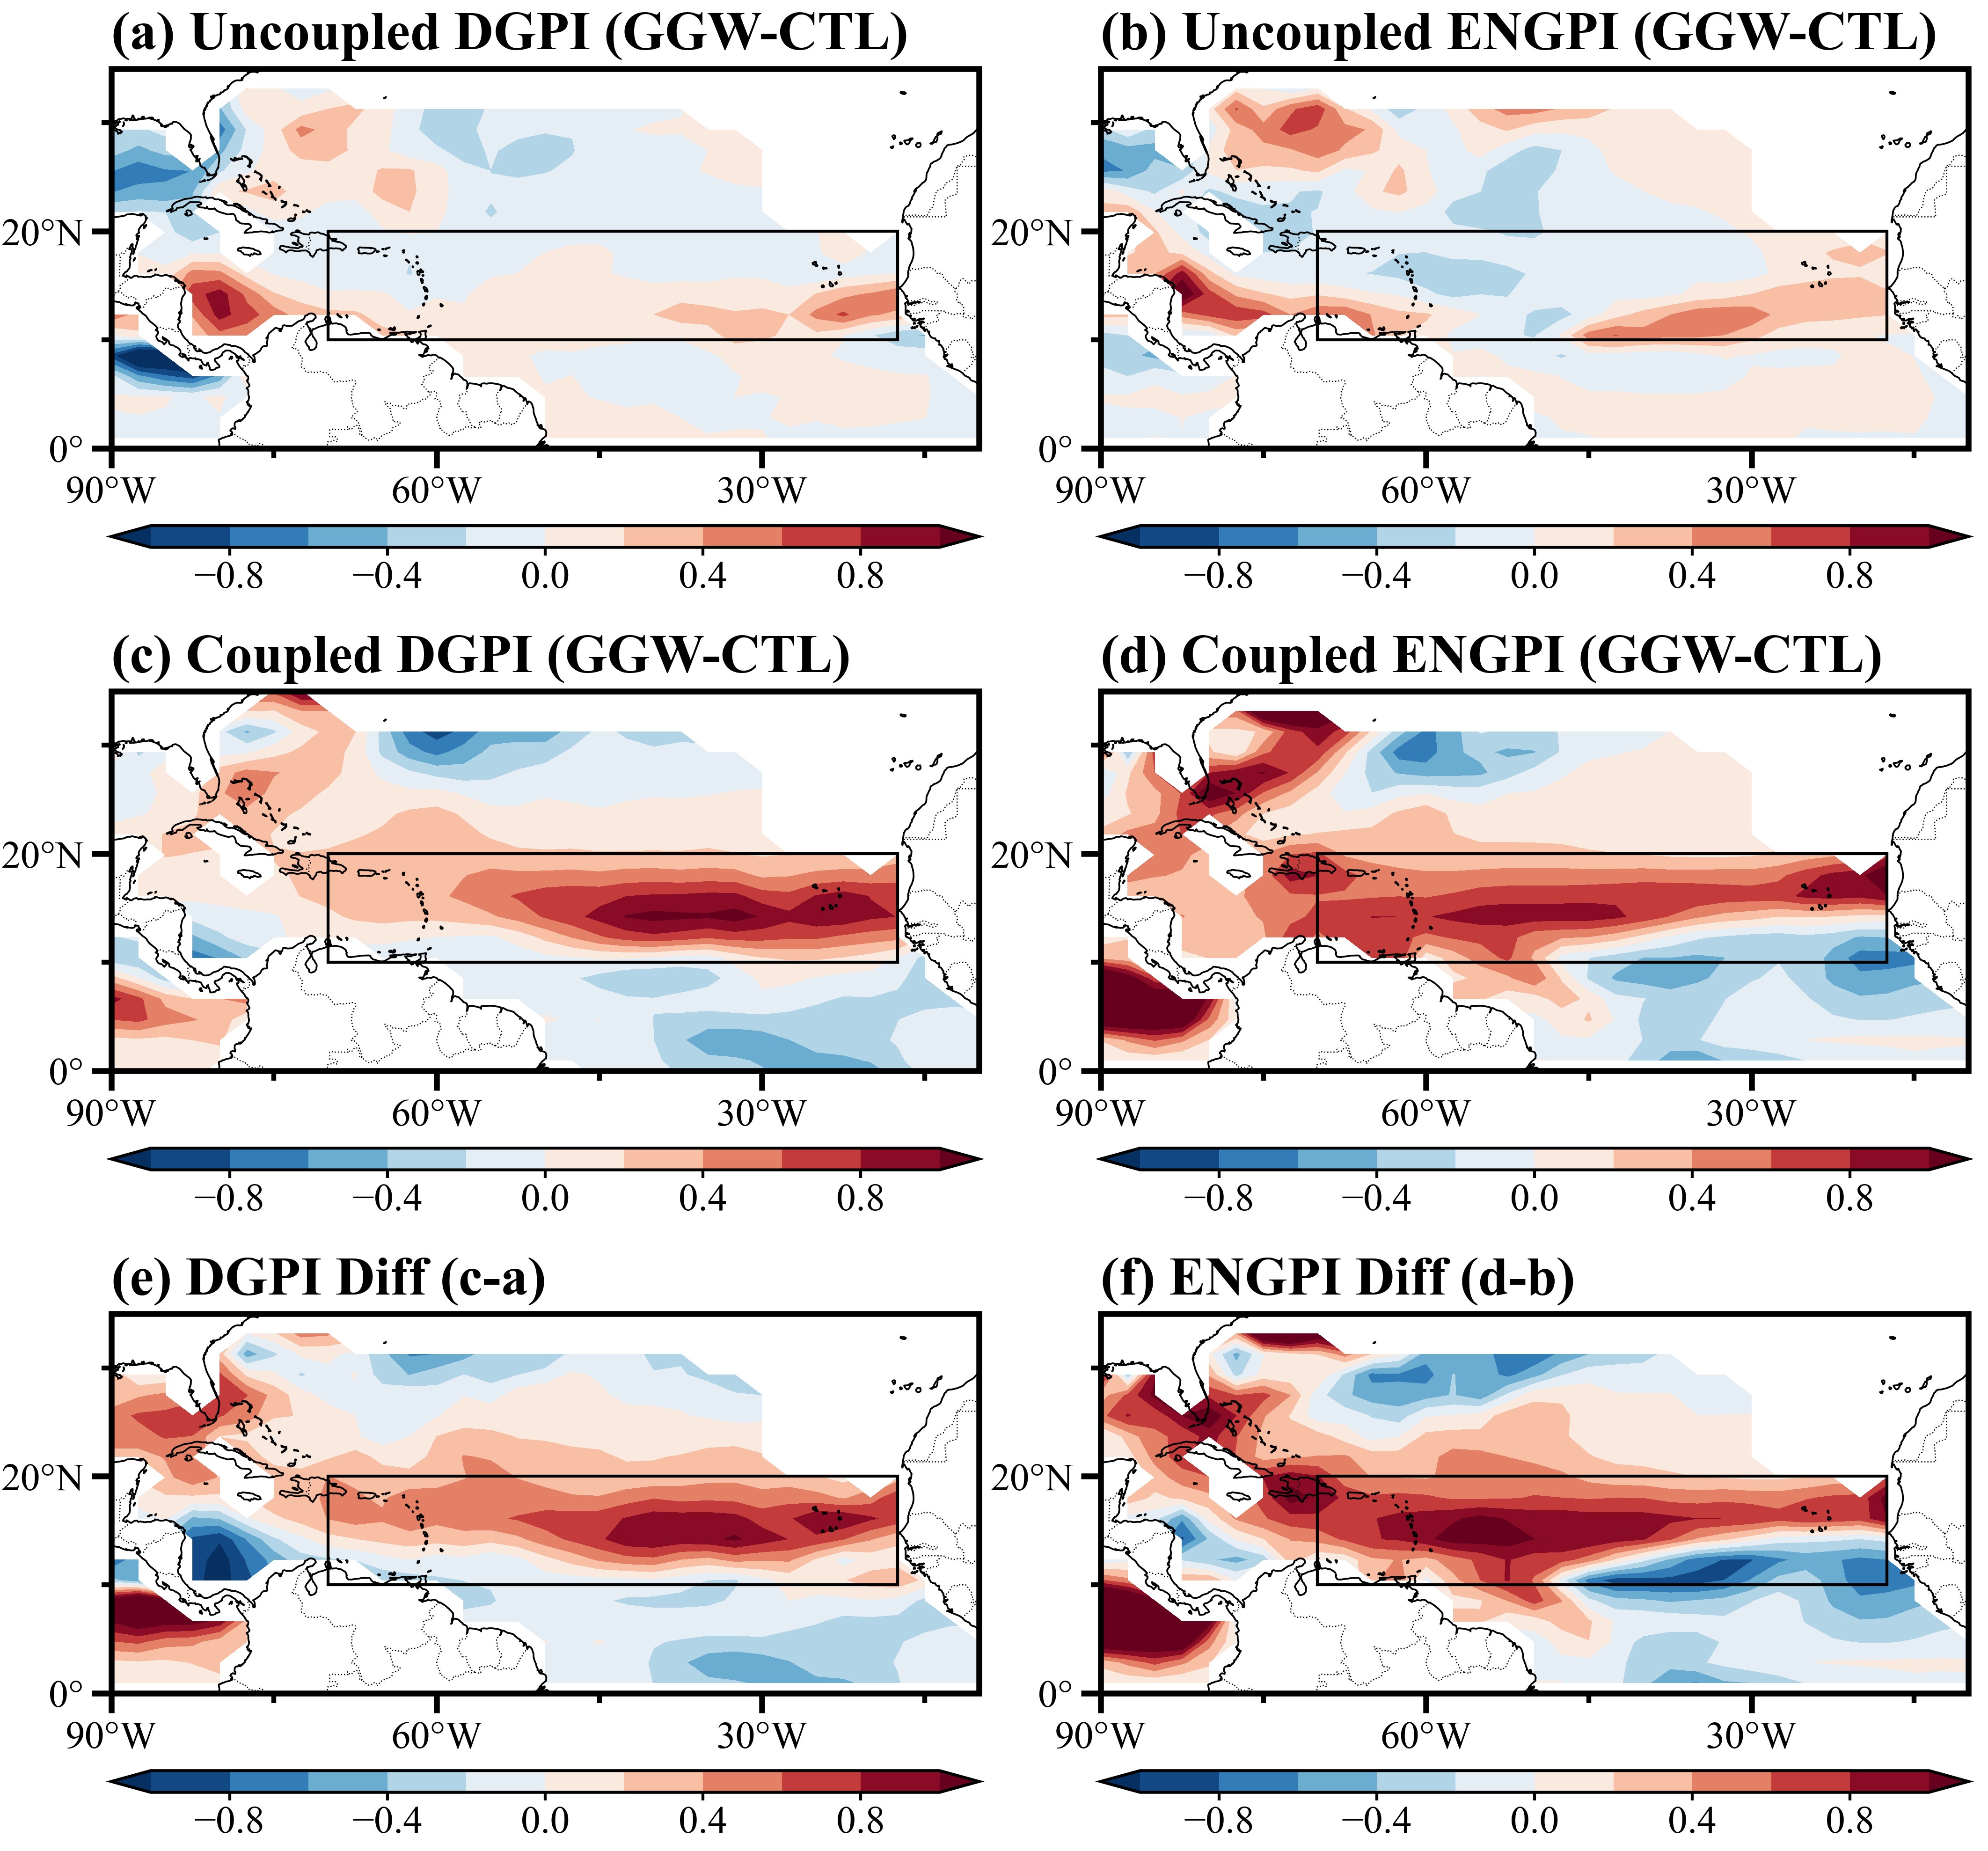 (a) Uncoupled DGPI (GGW-CTL)
20°N
0°
90°W 60°W 30°W
−0.8 −0.4 0.0 0.4 0.8
(b) Uncoupled ENGPI (GGW-CTL)
20°N
0°
90°W 60°W 30°W
−0.8 −0.4 0.0 0.4 0.8
(c) Coupled DGPI (GGW-CTL)
20°N
0°
90°W 60°W 30°W
−0.8 −0.4 0.0 0.4 0.8
(d) Coupled ENGPI (GGW-CTL)
20°N
0°
90°W 60°W 30°W
−0.8 −0.4 0.0 0.4 0.8
(e) DGPI Diff (c-a)
20°N
0°
90°W 60°W 30°W
−0.8 −0.4 0.0 0.4 0.8
(f) ENGPI Diff (d-b)
20°N
0°
90°W 60°W 30°W
−0.8 −0.4 0.0 0.4 0.8